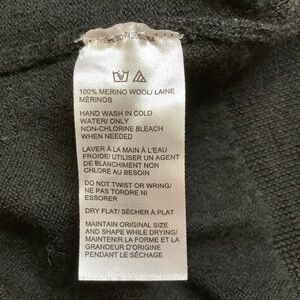 100% MERINO WOOL/ LAINE
MÉRINOS
HAND WASH IN COLD
WATER/ ONLY
NON-CHLORINE BLEACH
WHEN NEEDED
LAVER À LA MAIN À L'EAU
FROIDE/ UTILISER UN AGENT
DE BLANCHIMENT NON
CHLORÉ AU BESOIN
DO NOT TWIST OR WRING/
NE PAS TORDRE NI
ESSORER
DRY FLAT/ SÉCHER À PLAT
MAINTAIN ORIGINAL SIZE
AND SHAPE WHILE DRYING/
MAINTENIR LA FORME ET LA
GRANDEUR D'ORIGIN
PENDANT LE SÉCHAGE